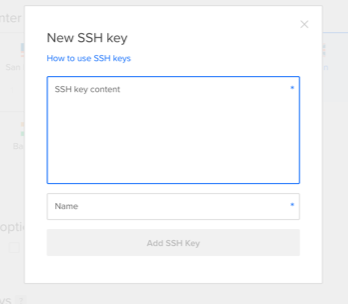 New SSH key
How to use SSH keys
SSH key content *
Name *
Add SSH Key